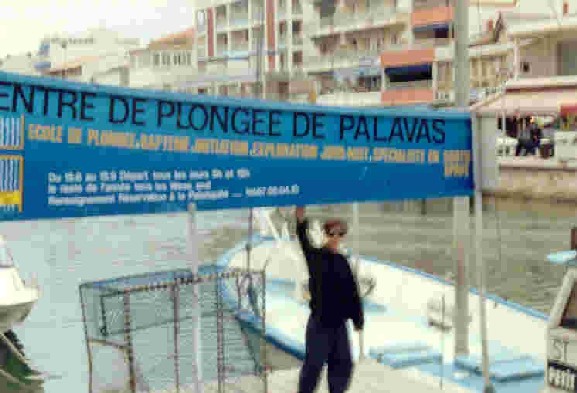 ENTRE DE PLONGEE DE PALAVAS
ECOLE DE PLONGEE, BAPTEME, INITIATION, EXPLORATION JOUR-NUIT, SPECIALITE EN
Du 15-6 au 15-9 Départ tous les jours 9h et 15h
le reste de l'année tous les Week end
Renseignement Réservation à la
ST